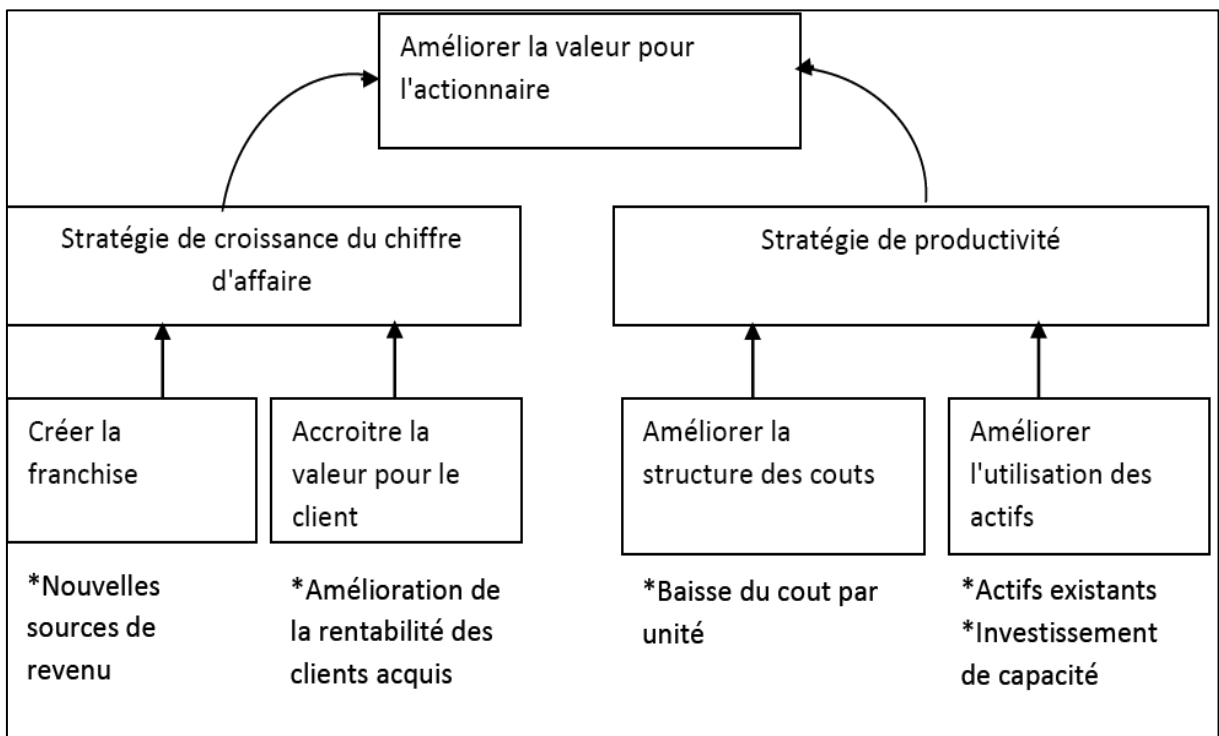 Améliorer la valeur pour
l'actionnaire
Stratégie de croissance du chiffre
d'affaire
Stratégie de productivité
Créer la
franchise
Accroitre la
valeur pour le
client
Améliorer la
structure des couts
Améliorer
l'utilisation des
actifs
*Nouvelles
sources de
revenu
*Amélioration de
la rentabilité des
clients acquis
*Baisse du cout par
unité
*Actifs existants
*Investissement
de capacité